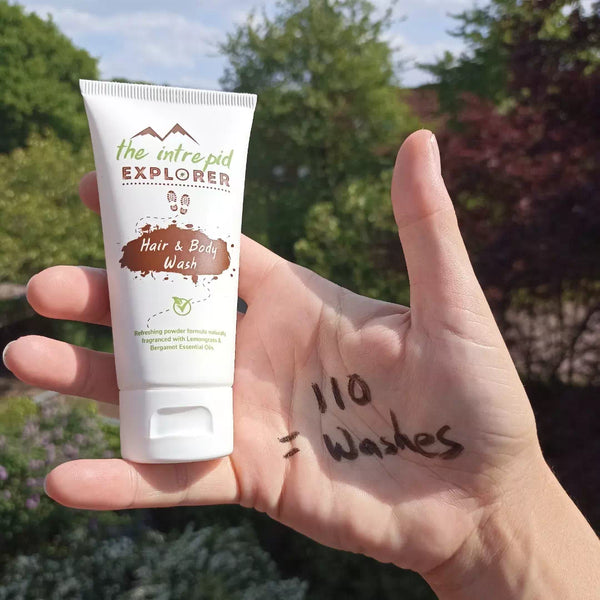 the intrepid
EXPLORER
Hair & Body
Wash
Refreshing powder formula naturally
fragranced with Lemongrass &
Bergamot Essential Oils
110
= Washes